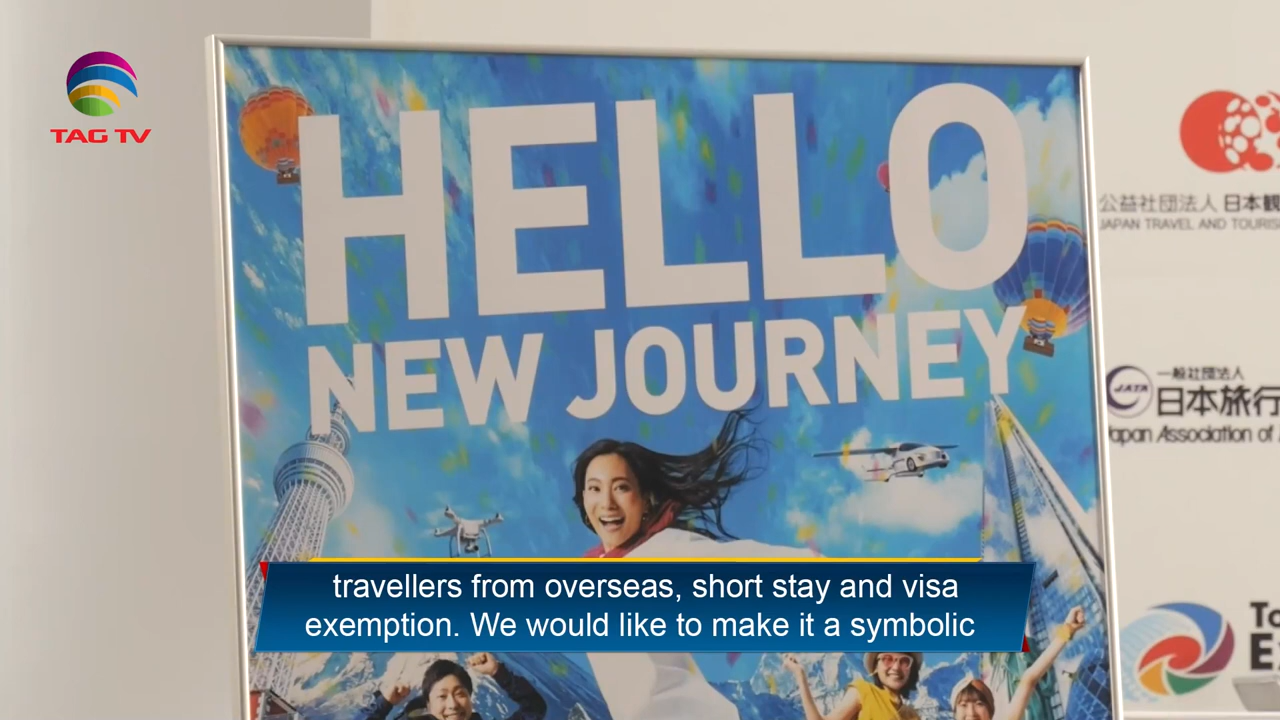 TAG TV
HELLO
NEW JOURNEY
公益社団法人 日本観
JAPAN TRAVEL AND TOURIS
JATA
一般社団法人
日本旅行
Japan Association of
To
Ex
travellers from overseas, short stay and visa
exemption. We would like to make it a symbolic